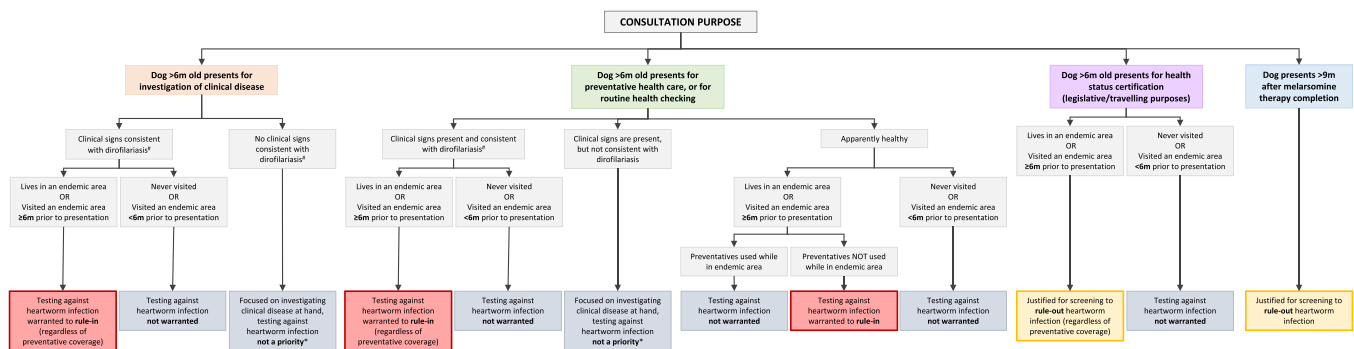 CONSULTATION PURPOSE
Dog >6m old presents for
investigation of clinical disease
Dog >6m old presents for
preventative health care, or for
routine health checking
Dog >6m old presents for health
status certification
(legislative/travelling purposes)
Dog presents >9m
after melarsomine
therapy completion
Clinical signs consistent
with dirofilariasis#
No clinical signs
consistent with
dirofilariasis#
Clinical signs present and consistent
with dirofilariasis#
Clinical signs are present,
but not consistent with
dirofilariasis
Apparently healthy
Lives in an endemic area
OR
Visited an endemic area
≥6m prior to presentation
Never visited
OR
Visited an endemic area
<6m prior to presentation
Lives in an endemic area
OR
Visited an endemic area
≥6m prior to presentation
Never visited
OR
Visited an endemic area
<6m prior to presentation
Lives in an endemic area
OR
Visited an endemic area
≥6m prior to presentation
Never visited
OR
Visited an endemic area
<6m prior to presentation
Lives in an endemic area
OR
Visited an endemic area
≥6m prior to presentation
Never visited
OR
Visited an endemic area
<6m prior to presentation
Preventatives used while
in endemic area
Preventatives NOT used
while in endemic area
Testing against
heartworm infection
warranted to rule-in
(regardless of
preventative coverage)
Testing against
heartworm infection
not warranted
Focused on investigating
clinical disease at hand,
testing against
heartworm infection
not a priority*
Testing against
heartworm infection
warranted to rule-in
(regardless of
preventative coverage)
Testing against
heartworm infection
not warranted
Focused on investigating
clinical disease at hand,
testing against
heartworm infection
not a priority*
Testing against
heartworm infection
not warranted
Testing against
heartworm infection
warranted to rule-in
Testing against
heartworm infection
not warranted
Justified for screening to
rule-out heartworm
infection (regardless of
preventative coverage)
Testing against
heartworm infection
not warranted
Justified for screening to
rule-out heartworm
infection